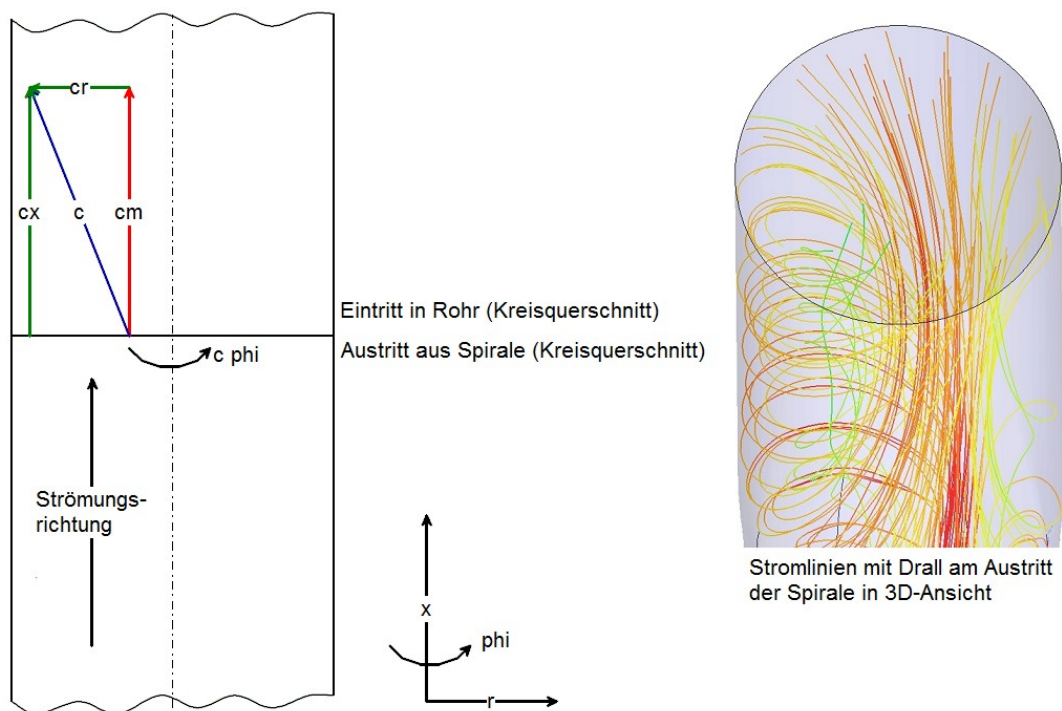 cr
cx
c
cm
Eintritt in Rohr (Kreisquerschnitt)
Austritt aus Spirale (Kreisquerschnitt)
c phi
Strömungs-
richtung
x
phi
r
Stromlinien mit Drall am Austritt
der Spirale in 3D-Ansicht